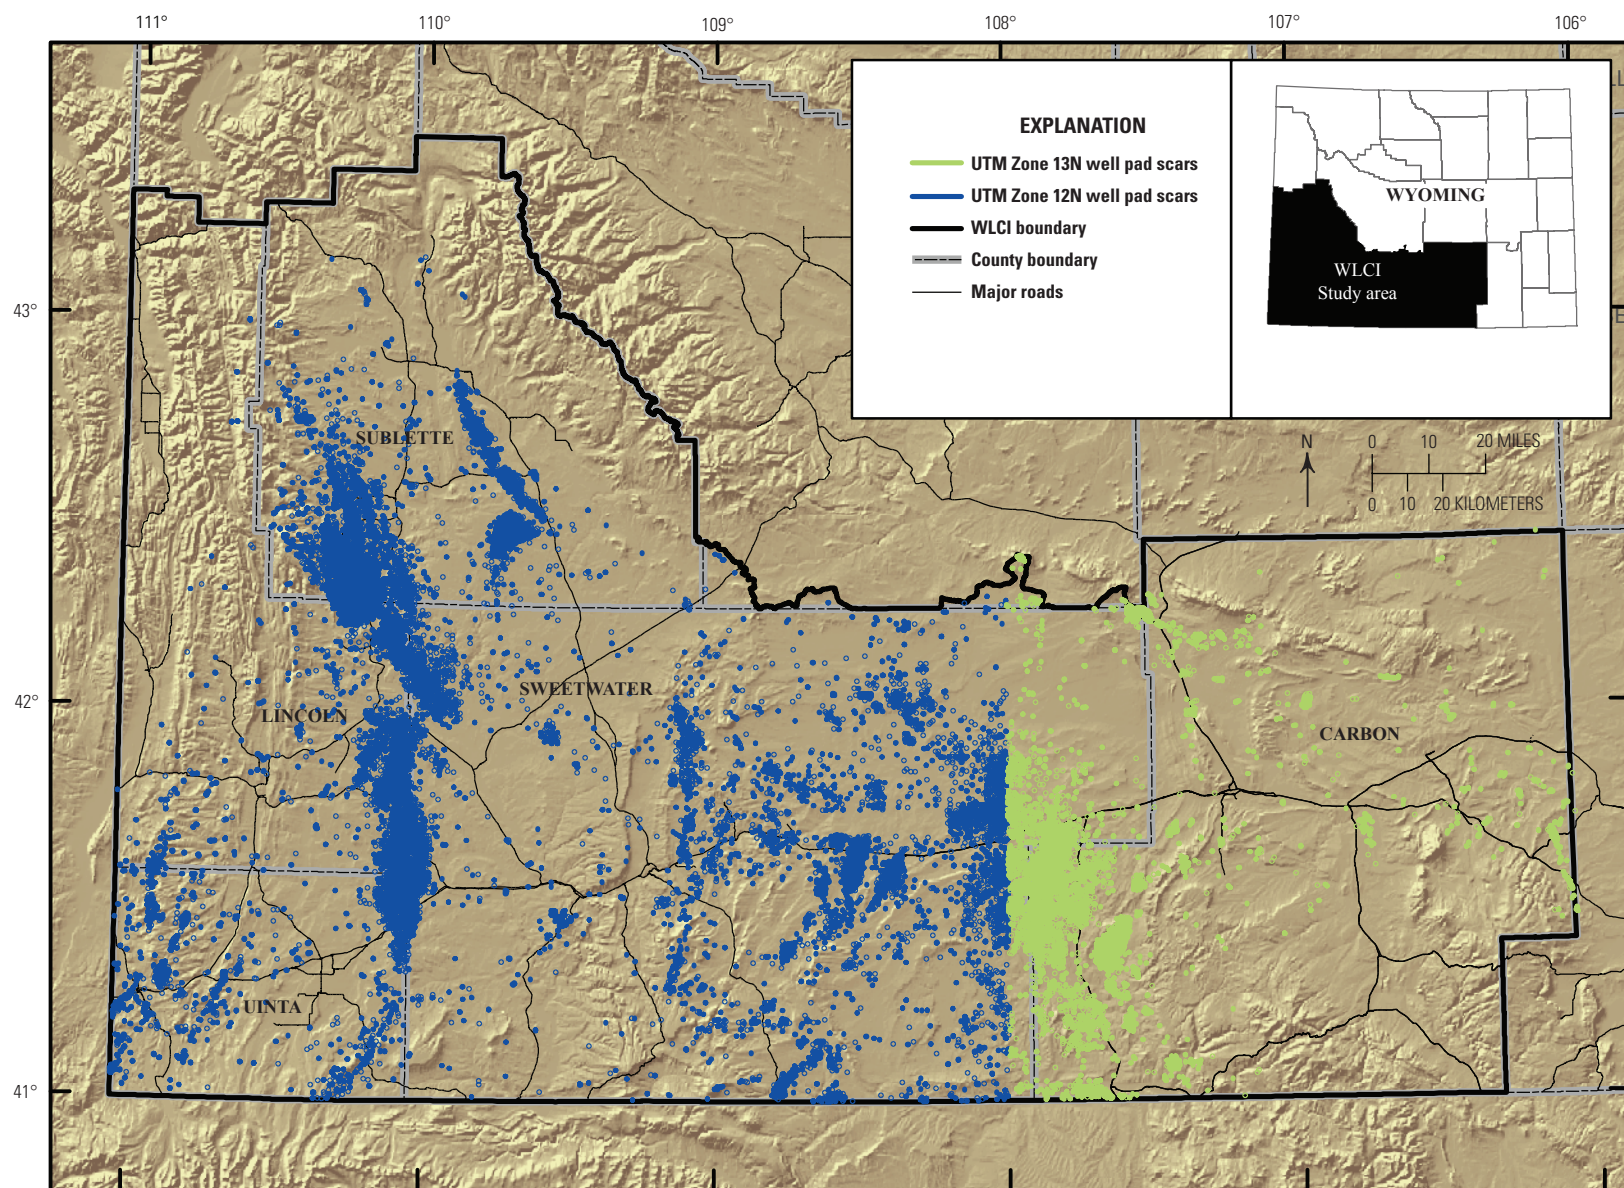 111°
110°
109°
108°
107°
106°
43°
42°
41°
EXPLANATION
UTM Zone 13N well pad scars
UTM Zone 12N well pad scars
WLCI boundary
County boundary
Major roads
WYOMING
WLCI
Study area
N
0 10 20 MILES
0 10 20 KILOMETERS
SUBLETTE
SWEETWATER
LINCOLN
CARBON
UINTA